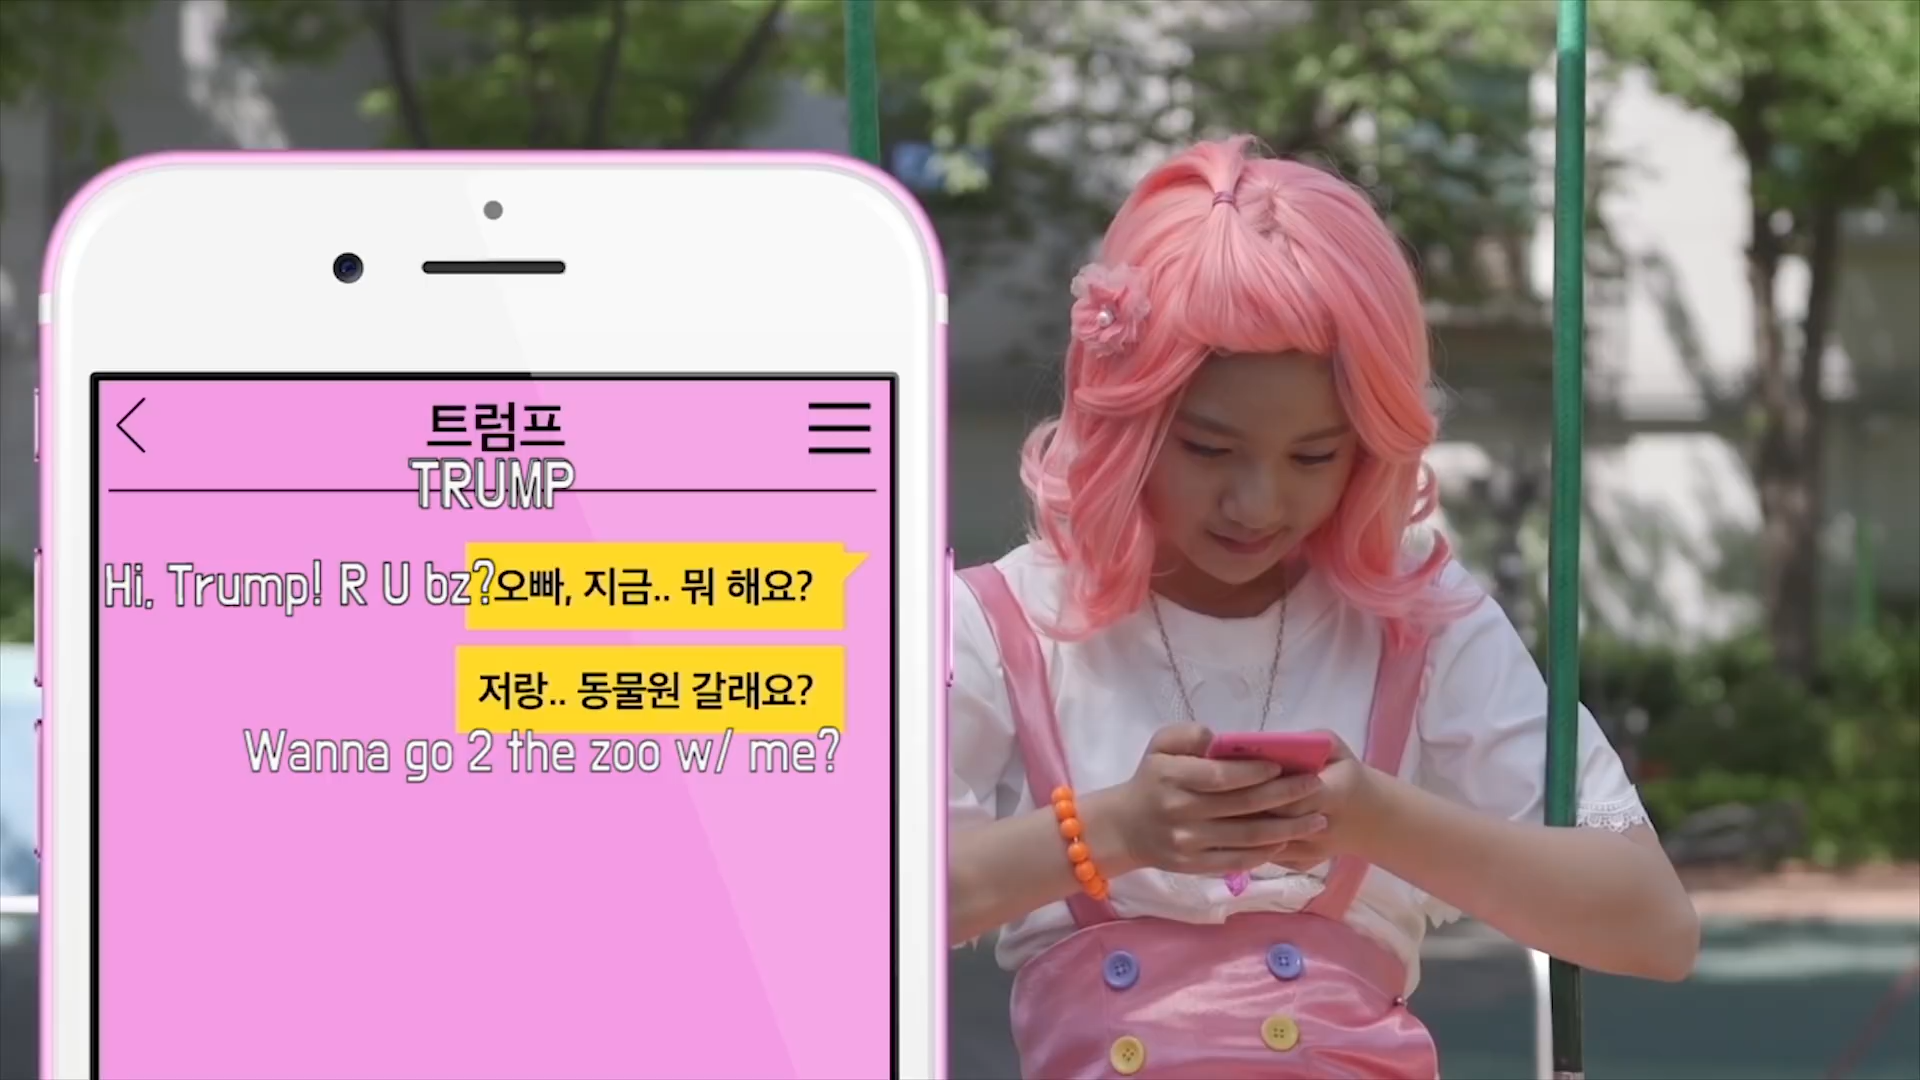 트럼프
TRUMP
Hi, Trump! R U bz?
오빠, 지금.. 뭐 해요?
저랑.. 동물원 갈래요?
Wanna go 2 the zoo w/ me?